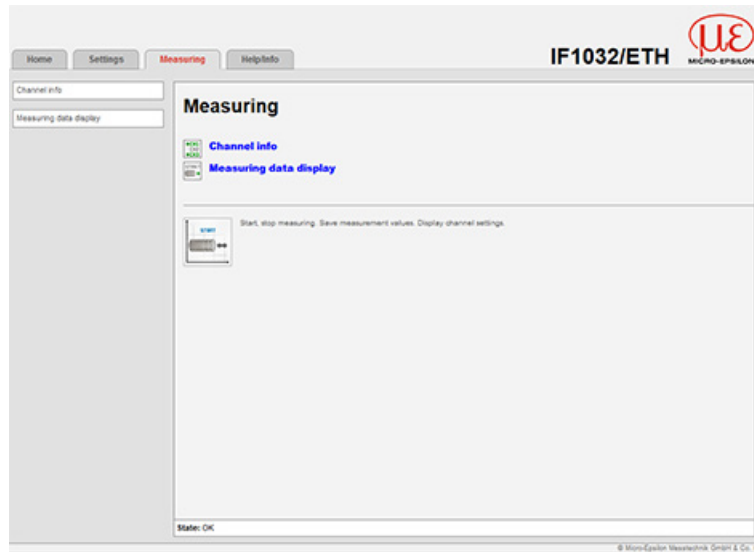 Home Settings Measuring Help/Info
IF1032/ETH
με
MICRO-EPSILON
Channel info
Measuring data display
Measuring
Channel info
Measuring data display
START
Start, stop measuring. Save measurement values. Display channel settings.
State: OK
© Micro-Epsilon Messtechnik GmbH & Co.